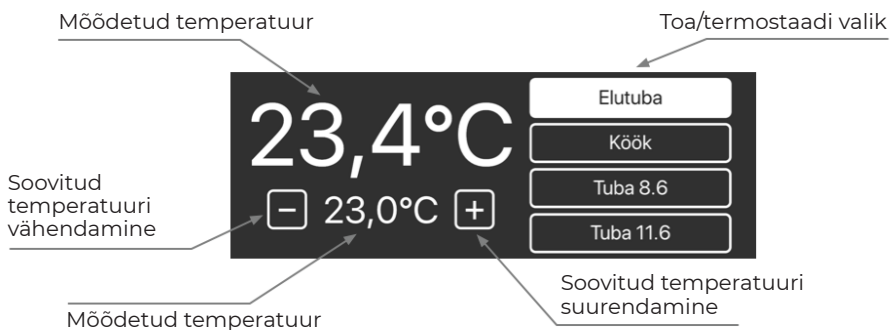 Mõõdetud temperatuur
Toa/termostaadi valik
23,4°C
Elutuba
Köök
Tuba 8.6
Tuba 11.6
Soovitud
temperatuuri
vähendamine
− 23,0°C +
Soovitud temperatuuri
suurendamine
Mõõdetud temperatuur